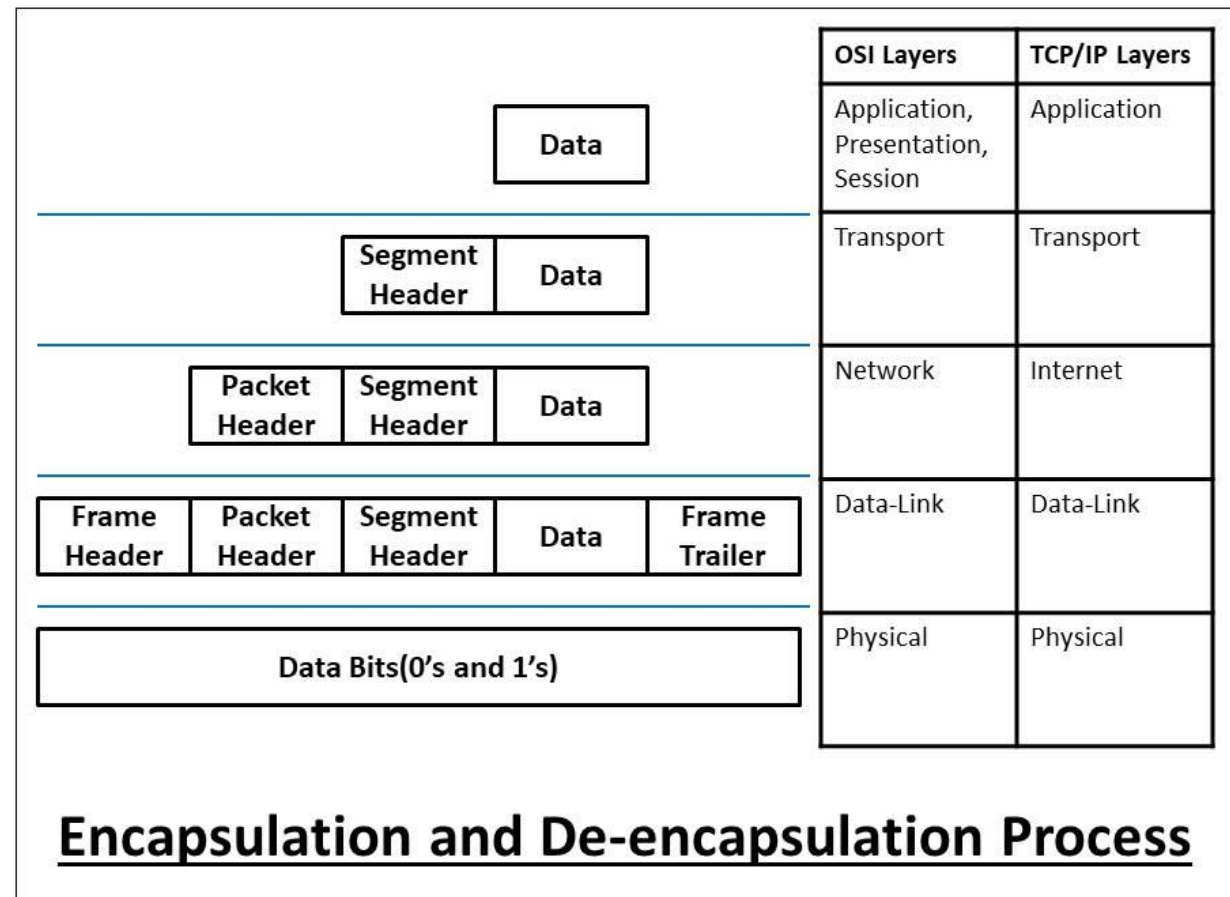 OSI Layers
TCP/IP Layers
Data
Application,
Presentation,
Session
Application
Segment
Header
Data
Transport
Transport
Packet
Header
Segment
Header
Data
Network
Internet
Frame
Header
Packet
Header
Segment
Header
Data
Frame
Trailer
Data-Link
Data-Link
Data Bits(0’s and 1’s)
Physical
Physical
Encapsulation and De-encapsulation Process